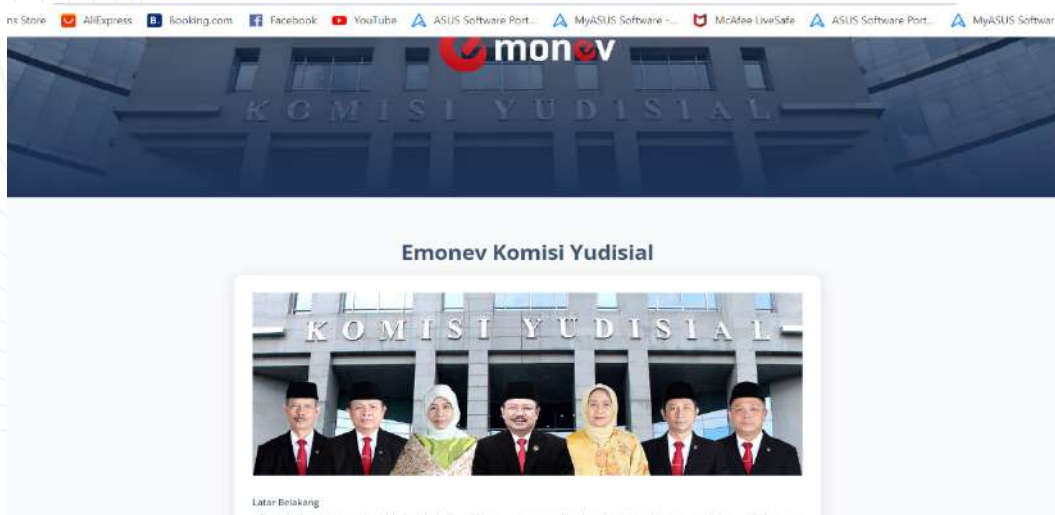 ns Store AliExpress B. Booking.com Facebook YouTube ASUS Software Port... MyASUS Software -... McAfee LiveSafe ASUS Software Port... MyASUS Softwar
monev
KOMISI YUDISIAL
Emonev Komisi Yudisial
KOMISI YUDISIAL
Latar Belakang